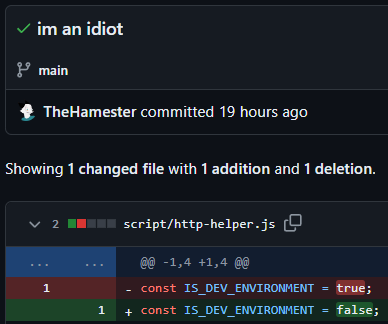 im an idiot
main
TheHamester committed 19 hours ago
Showing 1 changed file with 1 addition and 1 deletion.
2 script/http-helper.js
... ... @@ -1,4 +1,4 @@
1 - const IS_DEV_ENVIRONMENT = true;
1 + const IS_DEV_ENVIRONMENT = false;